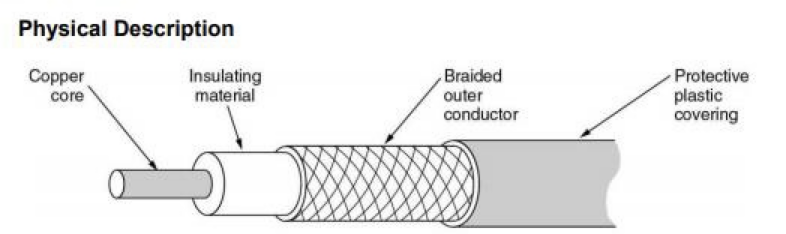 Physical Description
Copper
core
Insulating
material
Braided
outer
conductor
Protective
plastic
covering